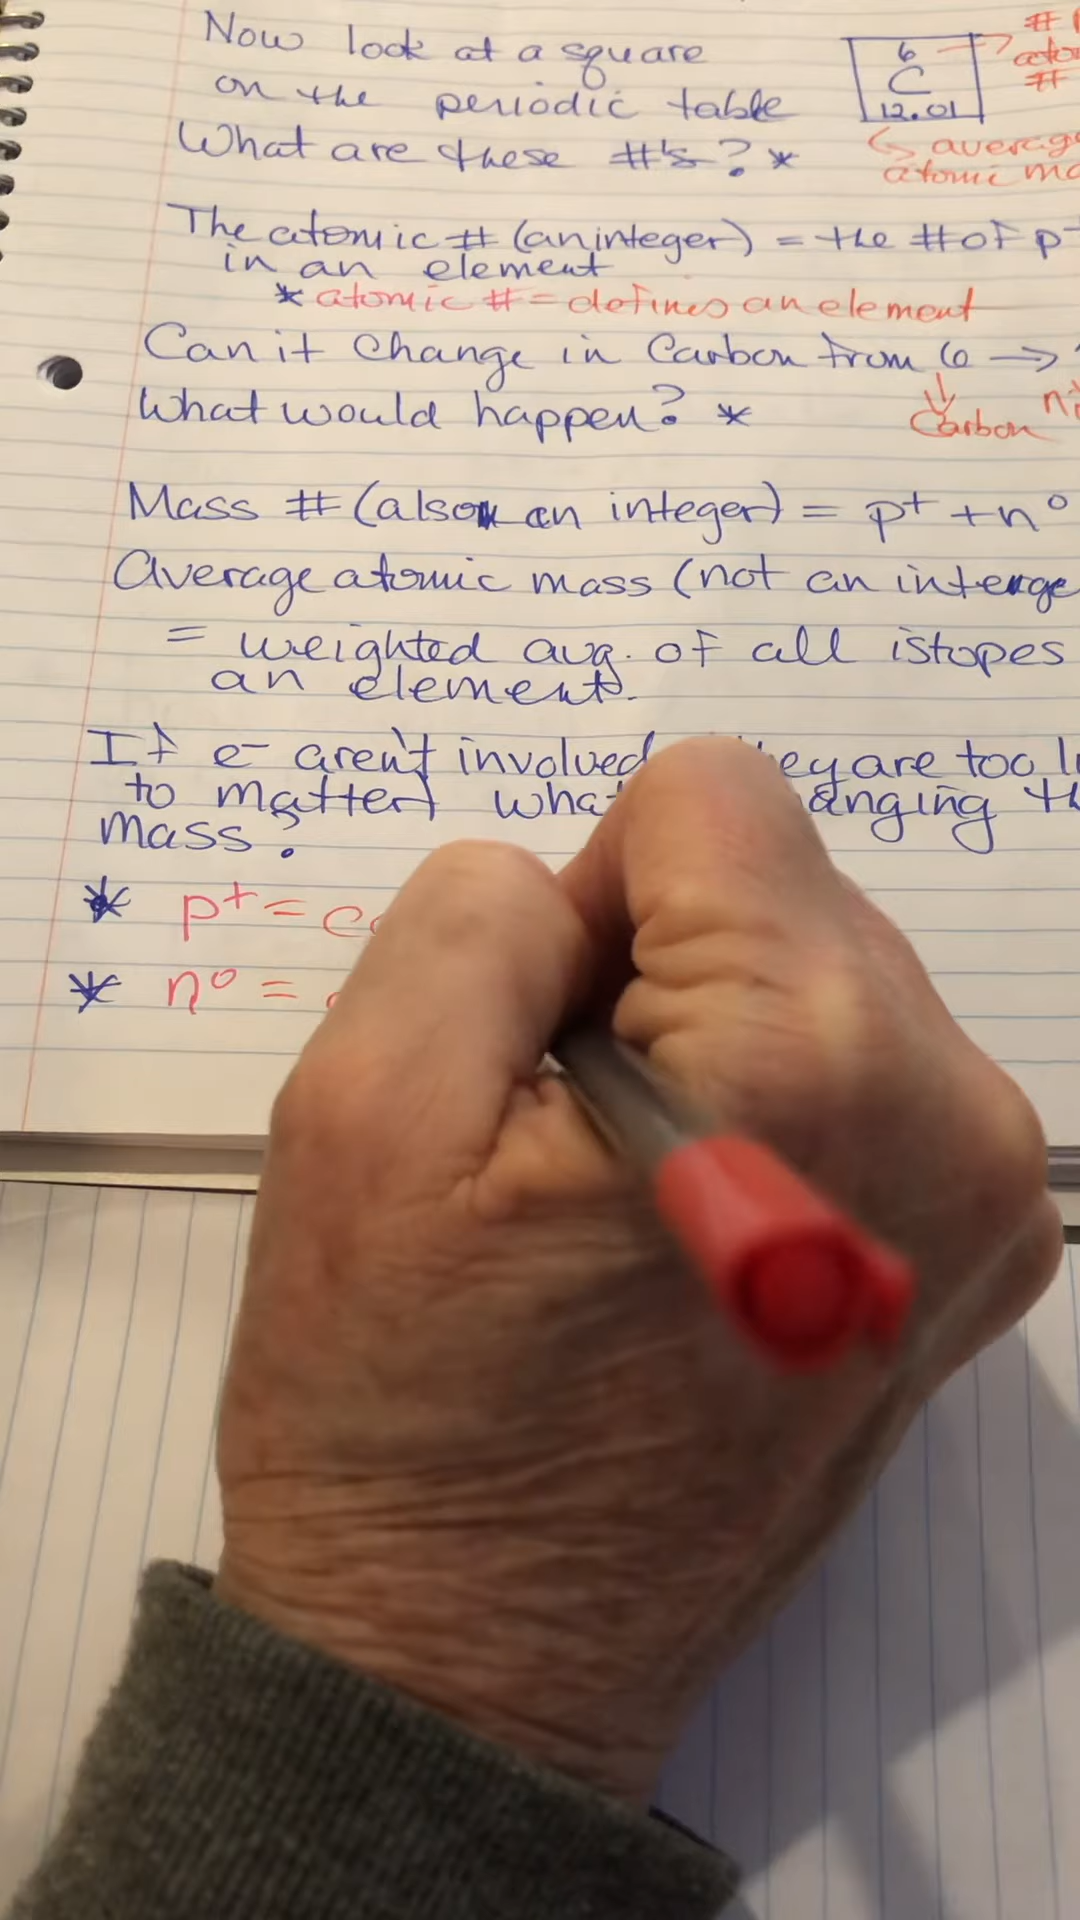 Now look at a square
on the periodic table
What are these #'s? *
6
C
12.01
#
#
average
atomic
The atomic # (an integer) = the # of p
in an element
* atomic # = defines an element
Can it change in Carbon from 6 →
What would happen? *
Carbon
Mass # (also an integer) = p+ + n°
Average atomic mass (not an
= weighted avg. of all istopes
an element.
If e- aren't involved are too
to matter)
mass?
* p+ =
* n° =